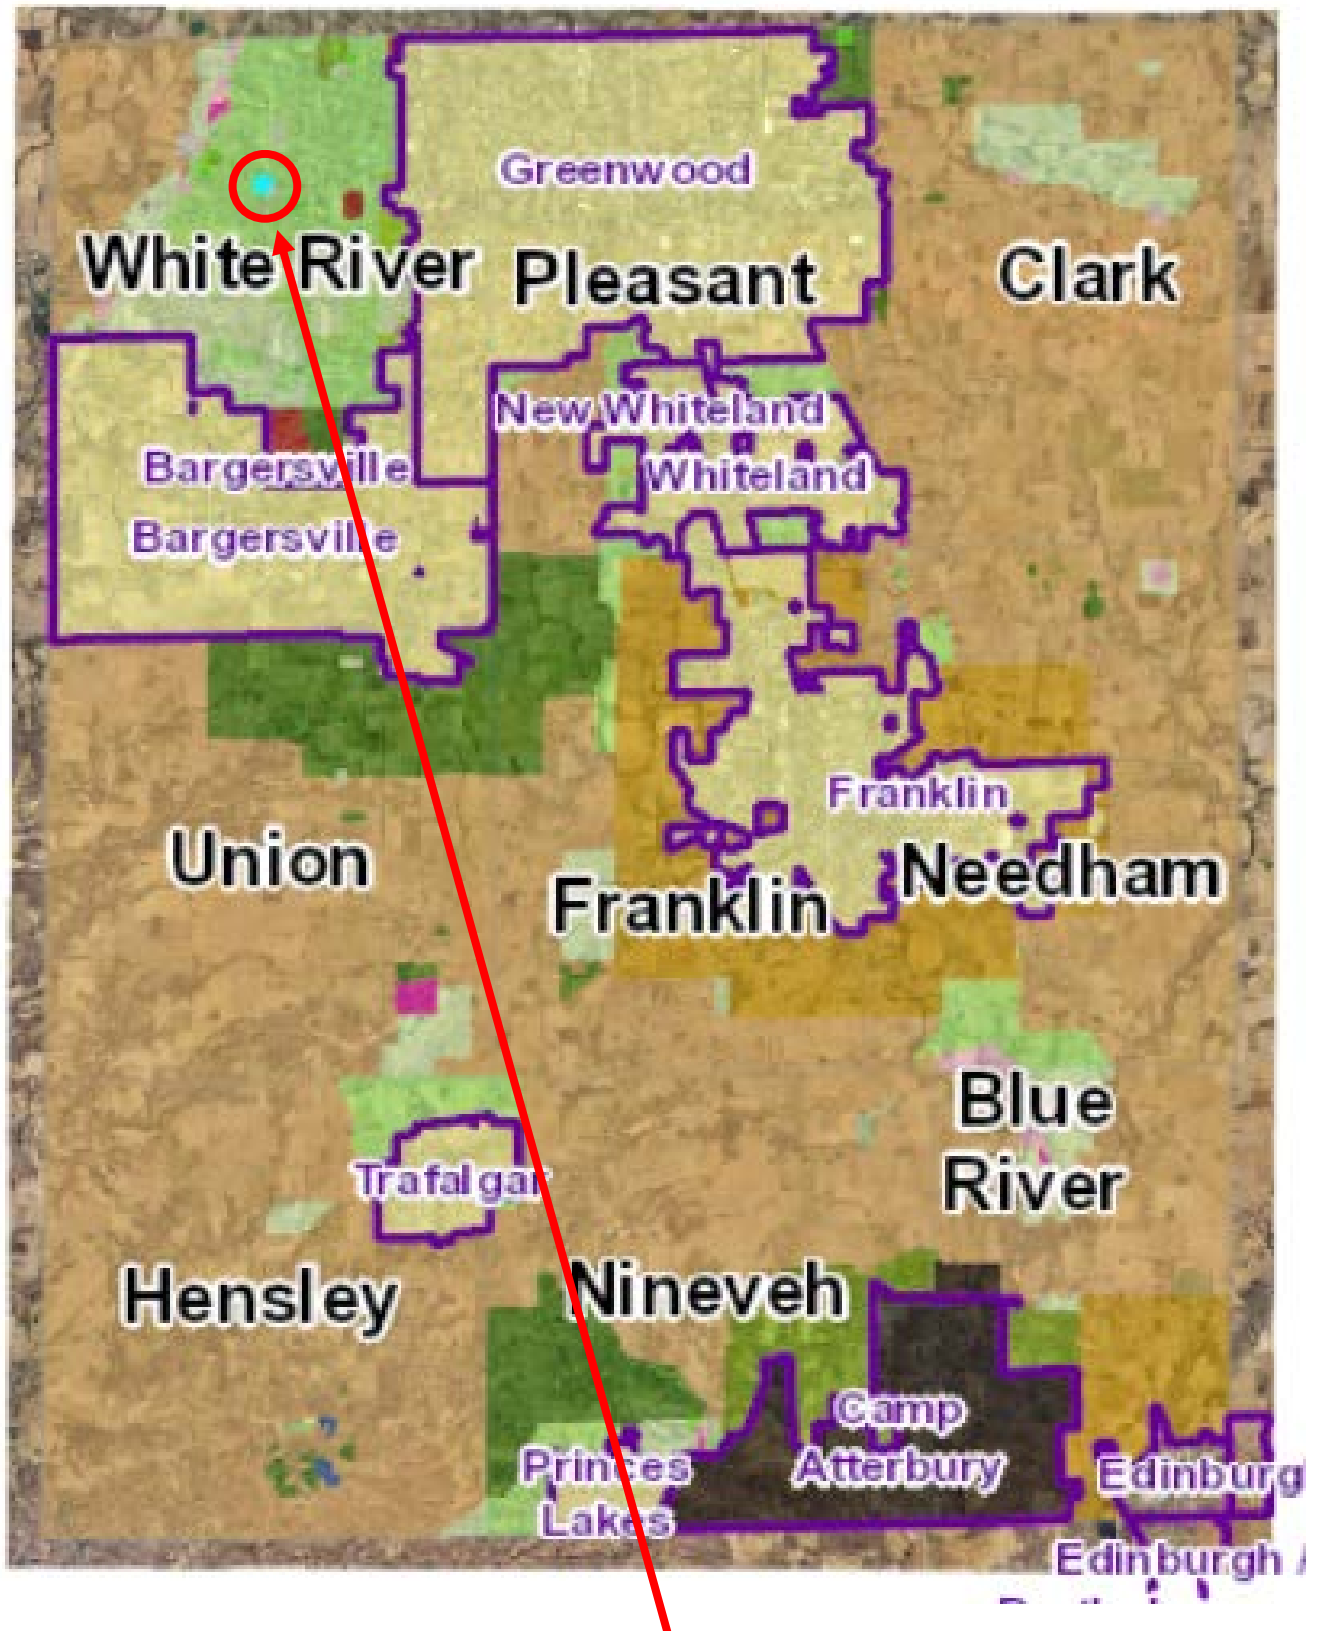 Greenwood
White River
Pleasant
Clark
New Whiteland
Bargersville
Whiteland
Bargersville
Franklin
Union
Needham
Franklin
Blue
River
Trafalgar
Hensley
Nineveh
Camp
Atterbury
Princes
Lakes
Edinburg
Edinburgh